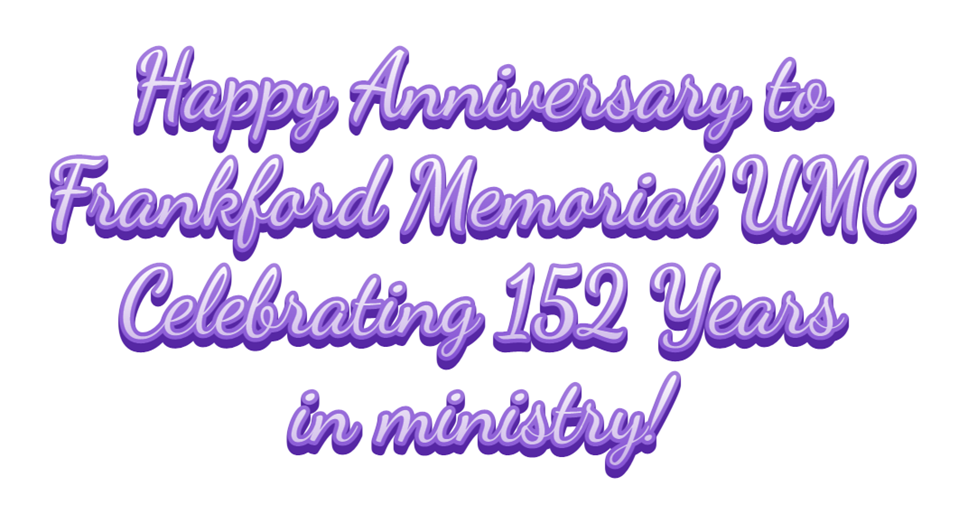 Happy Anniversary to
Frankford Memorial UMC
Celebrating 152 Years
in ministry!